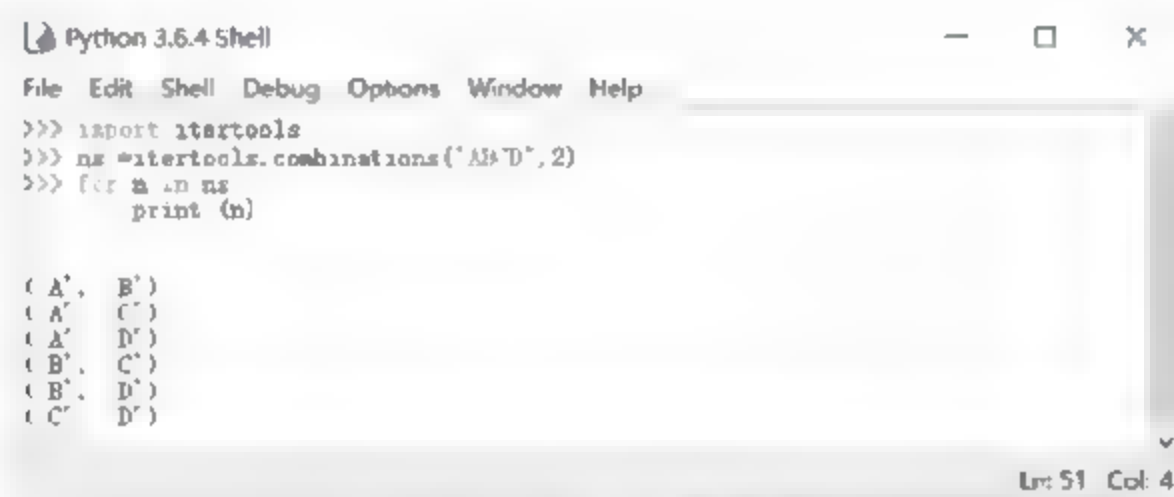 Python 3.6.4 Shell
File Edit Shell Debug Options Window Help
>>> import itertools
>>> ns =itertools.combinations("ABCD",2)
>>> for n in ns
print (n)
('A', 'B')
('A', 'C')
('A', 'D')
('B', 'C')
('B', 'D')
('C', 'D')
Ln: 51 Col: 4